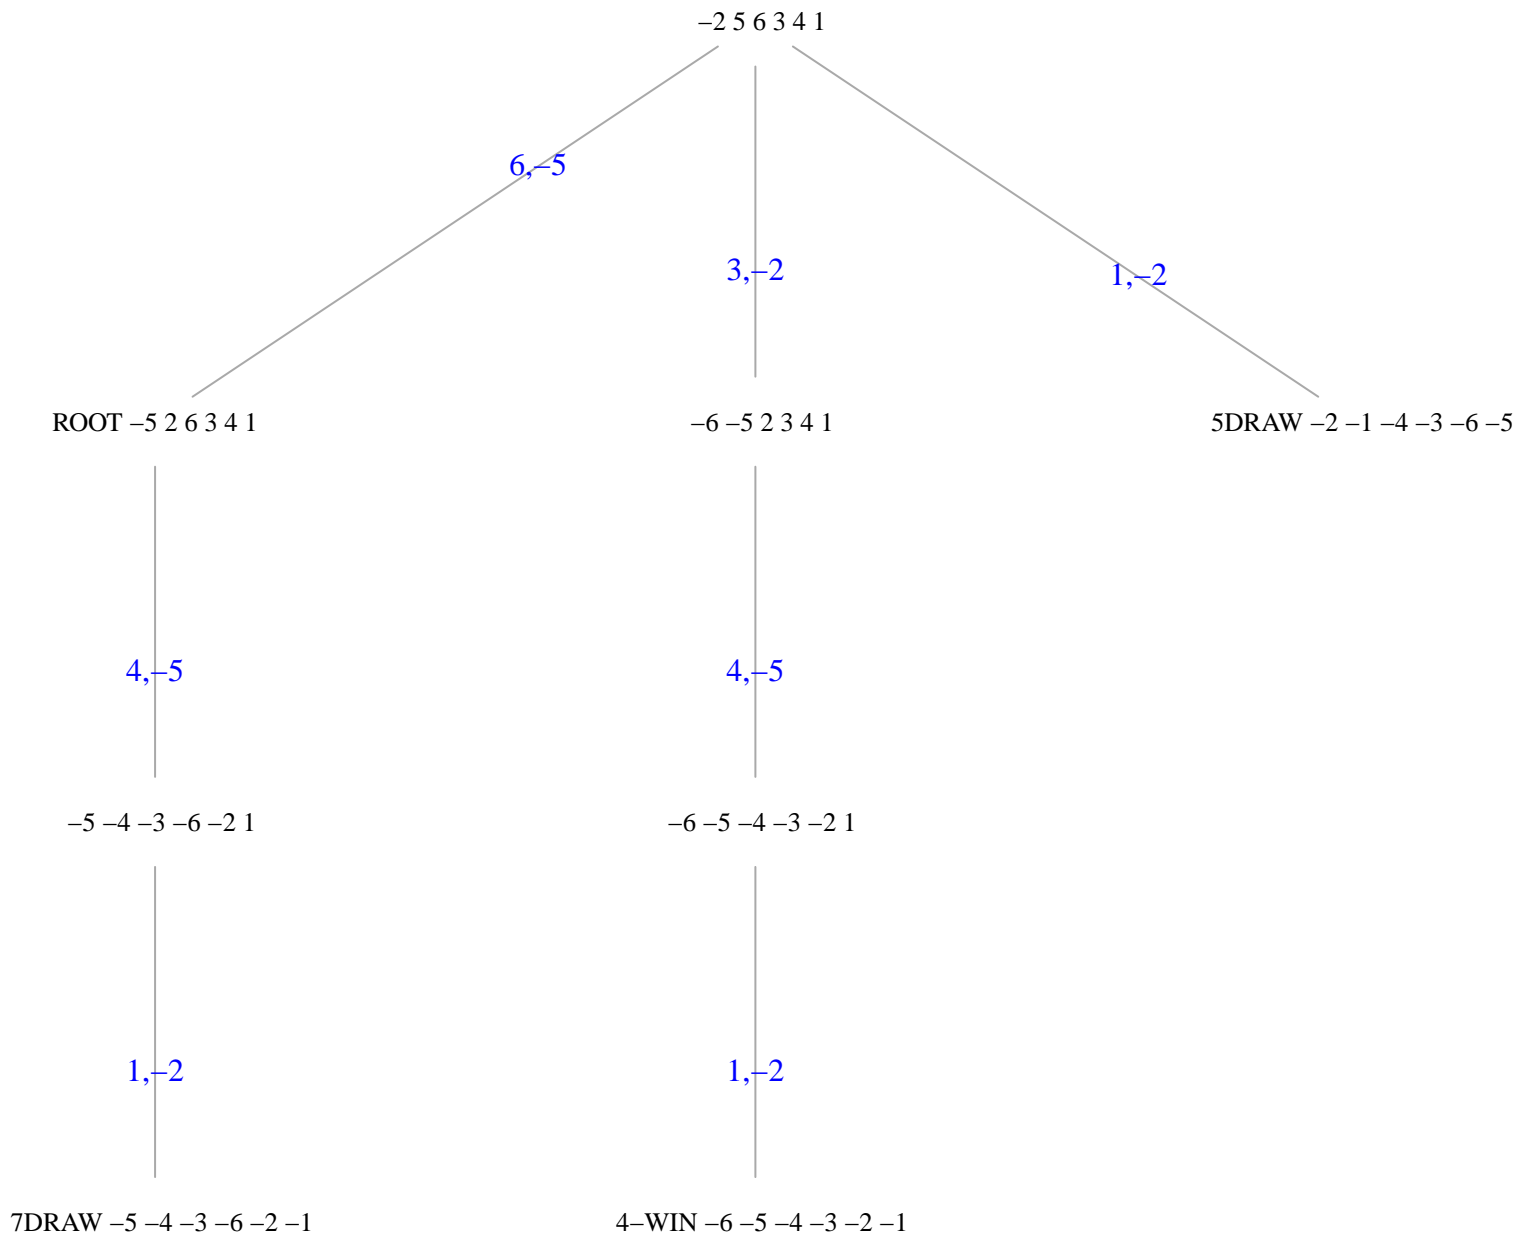 –2 5 6 3 4 1
6,–5
3,–2
1,–2
ROOT –5 2 6 3 4 1
–6 –5 2 3 4 1
5DRAW –2 –1 –4 –3 –6 –5
4,–5
4,–5
–5 –4 –3 –6 –2 1
–6 –5 –4 –3 –2 1
1,–2
1,–2
7DRAW –5 –4 –3 –6 –2 –1
4–WIN –6 –5 –4 –3 –2 –1